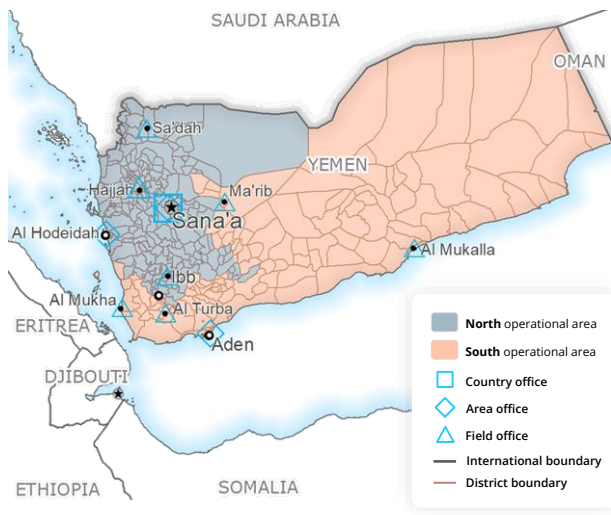 SAUDI ARABIA
OMAN
Sa'dah
YEMEN
Hajjah
Ma'rib
Sana'a
Al Hodeidah
Al Mukalla
Ibb
Al Mukha
Al Turba
ERITREA
Aden
DJIBOUTI
ETHIOPIA
SOMALIA
North operational area
South operational area
Country office
Area office
Field office
International boundary
District boundary